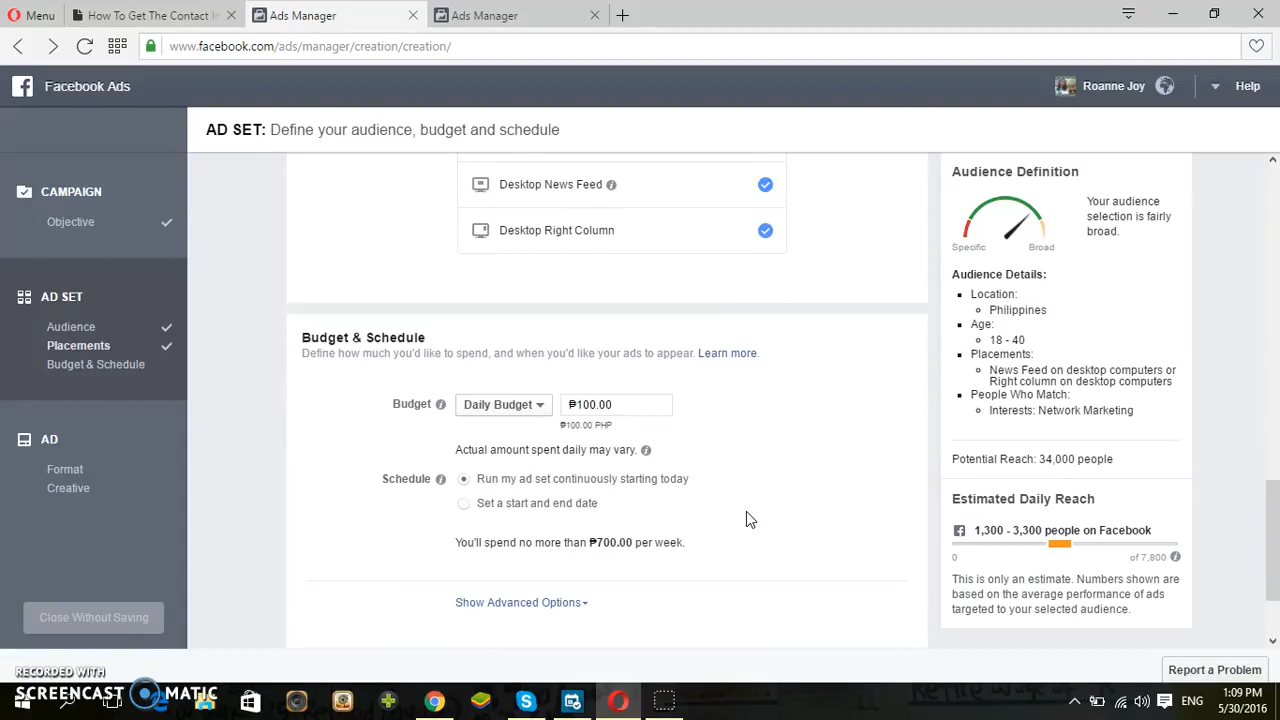 Menu
How To Get The Contact In
Ads Manager
Ads Manager
www.facebook.com/ads/manager/creation/creation/
Facebook Ads
Roanne Joy
Help
AD SET: Define your audience, budget and schedule
CAMPAIGN
Objective
AD SET
Audience
Placements
Budget & Schedule
AD
Format
Creative
Close Without Saving
Desktop News Feed
Desktop Right Column
Budget & Schedule
Define how much you'd like to spend, and when you'd like your ads to appear. Learn more.
Budget
Daily Budget
₱100.00
₱100.00 PHP
Actual amount spent daily may vary.
Schedule
Run my ad set continuously starting today
Set a start and end date
You'll spend no more than ₱700.00 per week.
Show Advanced Options
Audience Definition
Your audience
selection is fairly
broad.
Specific
Broad
Audience Details:
Location:
Philippines
Age:
18 - 40
Placements:
News Feed on desktop computers or
Right column on desktop computers
People Who Match:
Interests: Network Marketing
Potential Reach: 34,000 people
Estimated Daily Reach
1,300 - 3,300 people on Facebook
0
of 7,800
This is only an estimate. Numbers shown are
based on the average performance of ads
targeted to your selected audience.
Report a Problem
RECORDED WITH
SCREENCAST MATIC
ENG
1:09 PM
5/30/2016